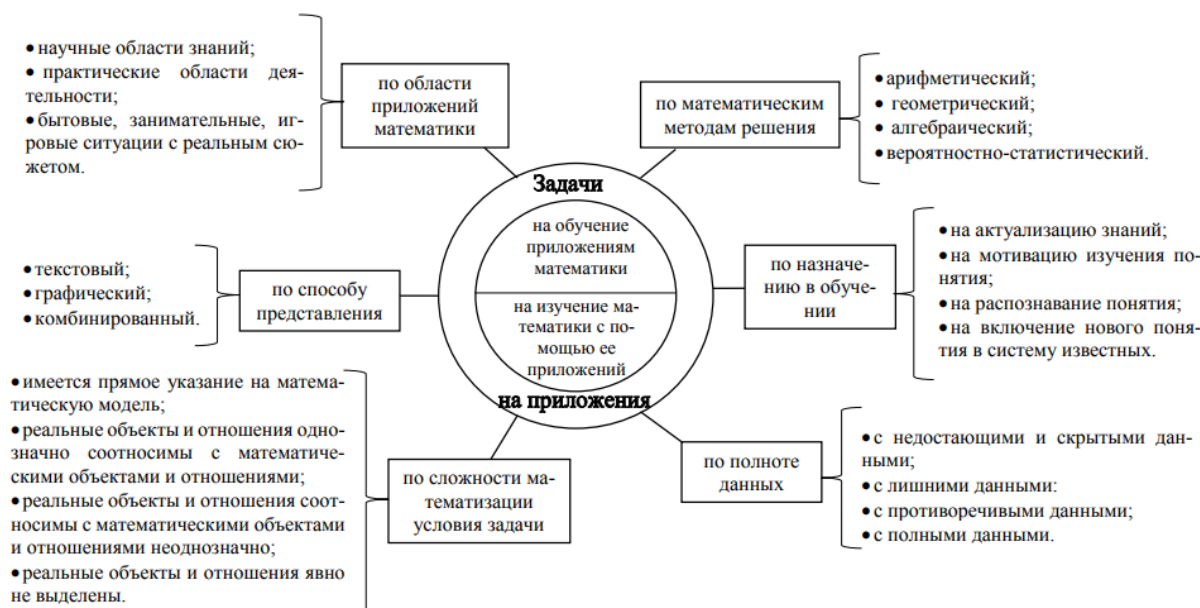 • научные области знаний;
• практические области дея-
тельности;
• бытовые, занимательные, иг-
ровые ситуации с реальным сю-
жетом.
по области
приложений
математики
по математическим
методам решения
• арифметический;
• геометрический;
• алгебраический;
• вероятностно-статистический.
Задачи
на обучение
приложениям
математики
на изучение ма-
тематики с по-
мощью ее
приложений
на приложения
• текстовый;
• графический;
• комбинированный.
по способу
представления
по назначе-
нию в обуче-
нии
• на актуализацию знаний;
• на мотивацию изучения по-
нятия;
• на распознавание понятия;
• на включение нового поня-
тия в систему известных.
• имеется прямое указание на матема-
тическую модель;
• реальные объекты и отношения одно-
значно соотносимы с математиче-
скими объектами и отношениями;
• реальные объекты и отношения соот-
носимы с математическими объектами
и отношениями неоднозначно;
• реальные объекты и отношения явно
не выделены.
по сложности ма-
тематизации
условия задачи
по полноте
данных
• с недостающими и скрытыми дан-
ными;
• с лишними данными:
• с противоречивыми данными;
• с полными данными.